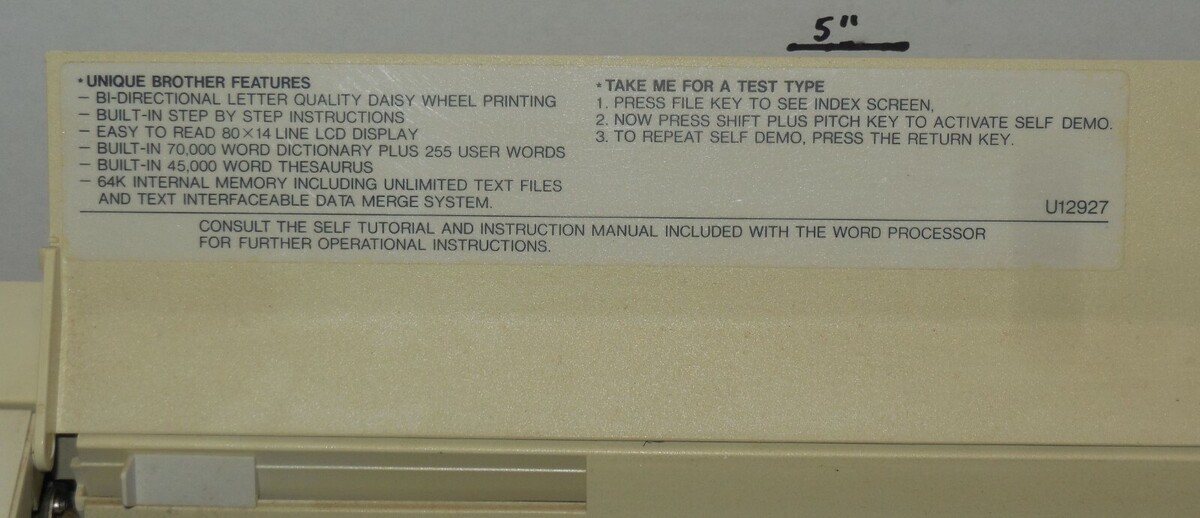 5"
*UNIQUE BROTHER FEATURES
– BI-DIRECTIONAL LETTER QUALITY DAISY WHEEL PRINTING
– BUILT-IN STEP BY STEP INSTRUCTIONS
– EASY TO READ 80×14 LINE LCD DISPLAY
– BUILT-IN 70,000 WORD DICTIONARY PLUS 255 USER WORDS
– BUILT-IN 45,000 WORD THESAURUS
– 64K INTERNAL MEMORY INCLUDING UNLIMITED TEXT FILES
AND TEXT INTERFACEABLE DATA MERGE SYSTEM.
*TAKE ME FOR A TEST TYPE
1. PRESS FILE KEY TO SEE INDEX SCREEN,
2. NOW PRESS SHIFT PLUS PITCH KEY TO ACTIVATE SELF DEMO.
3. TO REPEAT SELF DEMO, PRESS THE RETURN KEY.
U12927
CONSULT THE SELF TUTORIAL AND INSTRUCTION MANUAL INCLUDED WITH THE WORD PROCESSOR
FOR FURTHER OPERATIONAL INSTRUCTIONS.